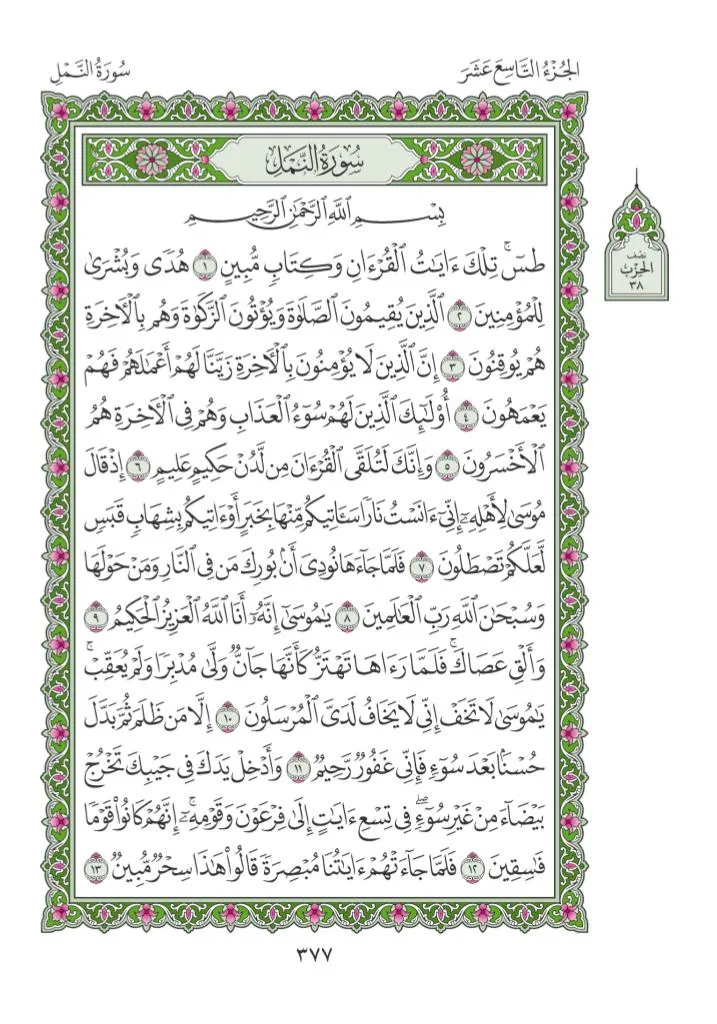 الجُزْءُ التَّاسِعَ عَشَرَ
سُورَةُ النَّمْلِ
سُورَةُ النَّمْلِ
بِسْمِ ٱللَّهِ ٱلرَّحْمَٰنِ ٱلرَّحِيمِ
نصف
الحِزْب
٣٨
طسٓۚ تِلْكَ ءَايَٰتُ ٱلْقُرْءَانِ وَكِتَابٍ مُّبِينٍ ١ هُدًى وَبُشْرَىٰ
لِلْمُؤْمِنِينَ ٢ ٱلَّذِينَ يُقِيمُونَ ٱلصَّلَوٰةَ وَيُؤْتُونَ ٱلزَّكَوٰةَ وَهُم بِٱلْءَاخِرَةِ
هُمْ يُوقِنُونَ ٣ إِنَّ ٱلَّذِينَ لَا يُؤْمِنُونَ بِٱلْءَاخِرَةِ زَيَّنَّا لَهُمْ أَعْمَٰلَهُمْ فَهُمْ
يَعْمَهُونَ ٤ أُو۟لَٰٓئِكَ ٱلَّذِينَ لَهُمْ سُوٓءُ ٱلْعَذَابِ وَهُمْ فِى ٱلْءَاخِرَةِ هُمُ
ٱلْأَخْسَرُونَ ٥ وَإِنَّكَ لَتُلَقَّى ٱلْقُرْءَانَ مِن لَّدُنْ حَكِيمٍ عَلِيمٍ ٦ إِذْ قَالَ
مُوسَىٰ لِأَهْلِهِۦٓ إِنِّىٓ ءَانَسْتُ نَارًا سَـَٔاتِيكُم مِّنْهَا بِخَبَرٍ أَوْ ءَاتِيكُم بِشِهَابٍ قَبَسٍ
لَّعَلَّكُمْ تَصْطَلُونَ ٧ فَلَمَّا جَآءَهَا نُودِىَ أَنۢ بُورِكَ مَن فِى ٱلنَّارِ وَمَنْ حَوْلَهَا
وَسُبْحَٰنَ ٱللَّهِ رَبِّ ٱلْعَٰلَمِينَ ٨ يَٰمُوسَىٰٓ إِنَّهُۥٓ أَنَا ٱللَّهُ ٱلْعَزِيزُ ٱلْحَكِيمُ ٩
وَأَلْقِ عَصَاكَۚ فَلَمَّا رَءَاهَا تَهْتَزُّ كَأَنَّهَا جَآنٌّ وَلَّىٰ مُدْبِرًا وَلَمْ يُعَقِّبْۚ
يَٰمُوسَىٰ لَا تَخَفْ إِنِّى لَا يَخَافُ لَدَىَّ ٱلْمُرْسَلُونَ ١٠ إِلَّا مَن ظَلَمَ ثُمَّ بَدَّلَ
حُسْنًۢا بَعْدَ سُوٓءٍ فَإِنِّى غَفُورٌ رَّحِيمٌ ١١ وَأَدْخِلْ يَدَكَ فِى جَيْبِكَ تَخْرُجْ
بَيْضَآءَ مِنْ غَيْرِ سُوٓءٍۖ فِى تِسْعِ ءَايَٰتٍ إِلَىٰ فِرْعَوْنَ وَقَوْمِهِۦٓۚ إِنَّهُمْ كَانُوا۟ قَوْمًا
فَٰسِقِينَ ١٢ فَلَمَّا جَآءَتْهُمْ ءَايَٰتُنَا مُبْصِرَةً قَالُوا۟ هَٰذَا سِحْرٌ مُّبِينٌ ١٣
٣٧٧